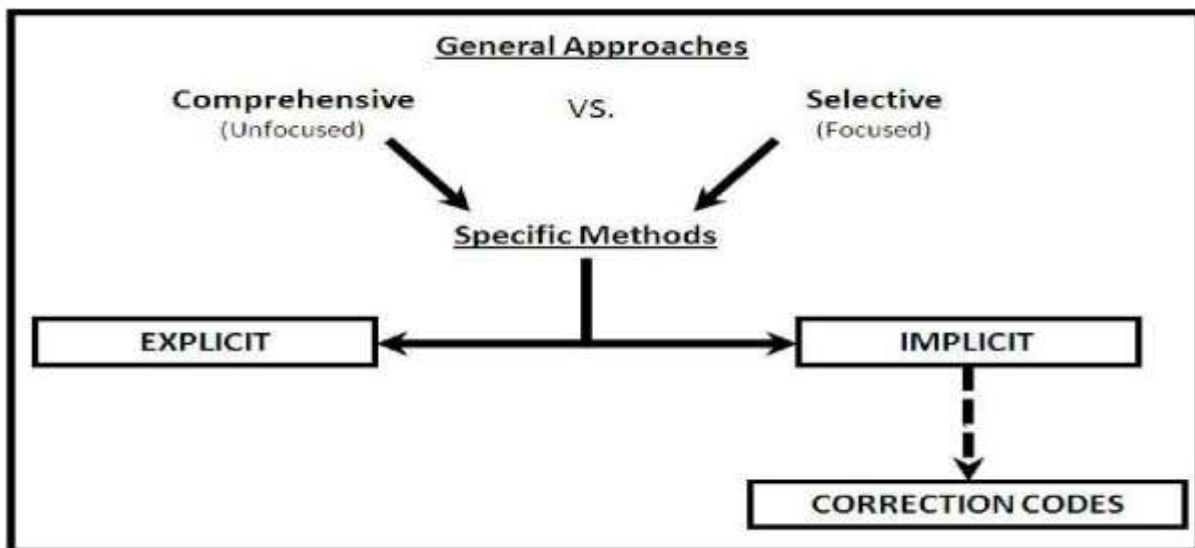 General Approaches
Comprehensive VS. Selective
(Unfocused) (Focused)
Specific Methods
EXPLICIT IMPLICIT
CORRECTION CODES